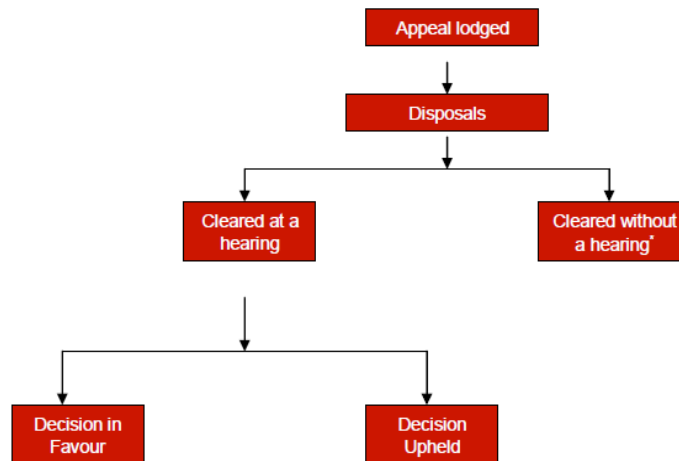 Appeal lodged
Disposals
Cleared at a
hearing
Cleared without
a hearing*
Decision in
Favour
Decision
Upheld